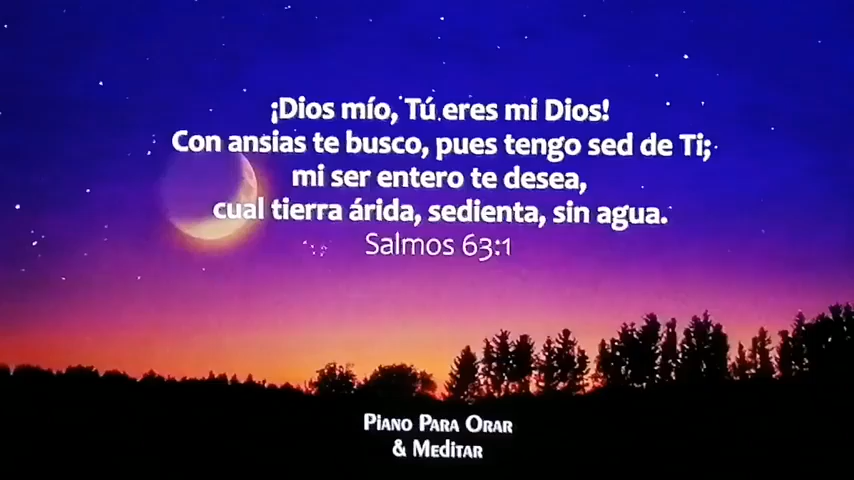 ¡Dios mío, Tú eres mi Dios!
Con ansias te busco, pues tengo sed de Ti;
mi ser entero te desea,
cual tierra árida, sedienta, sin agua.
Salmos 63:1
Piano Para Orar
& Meditar